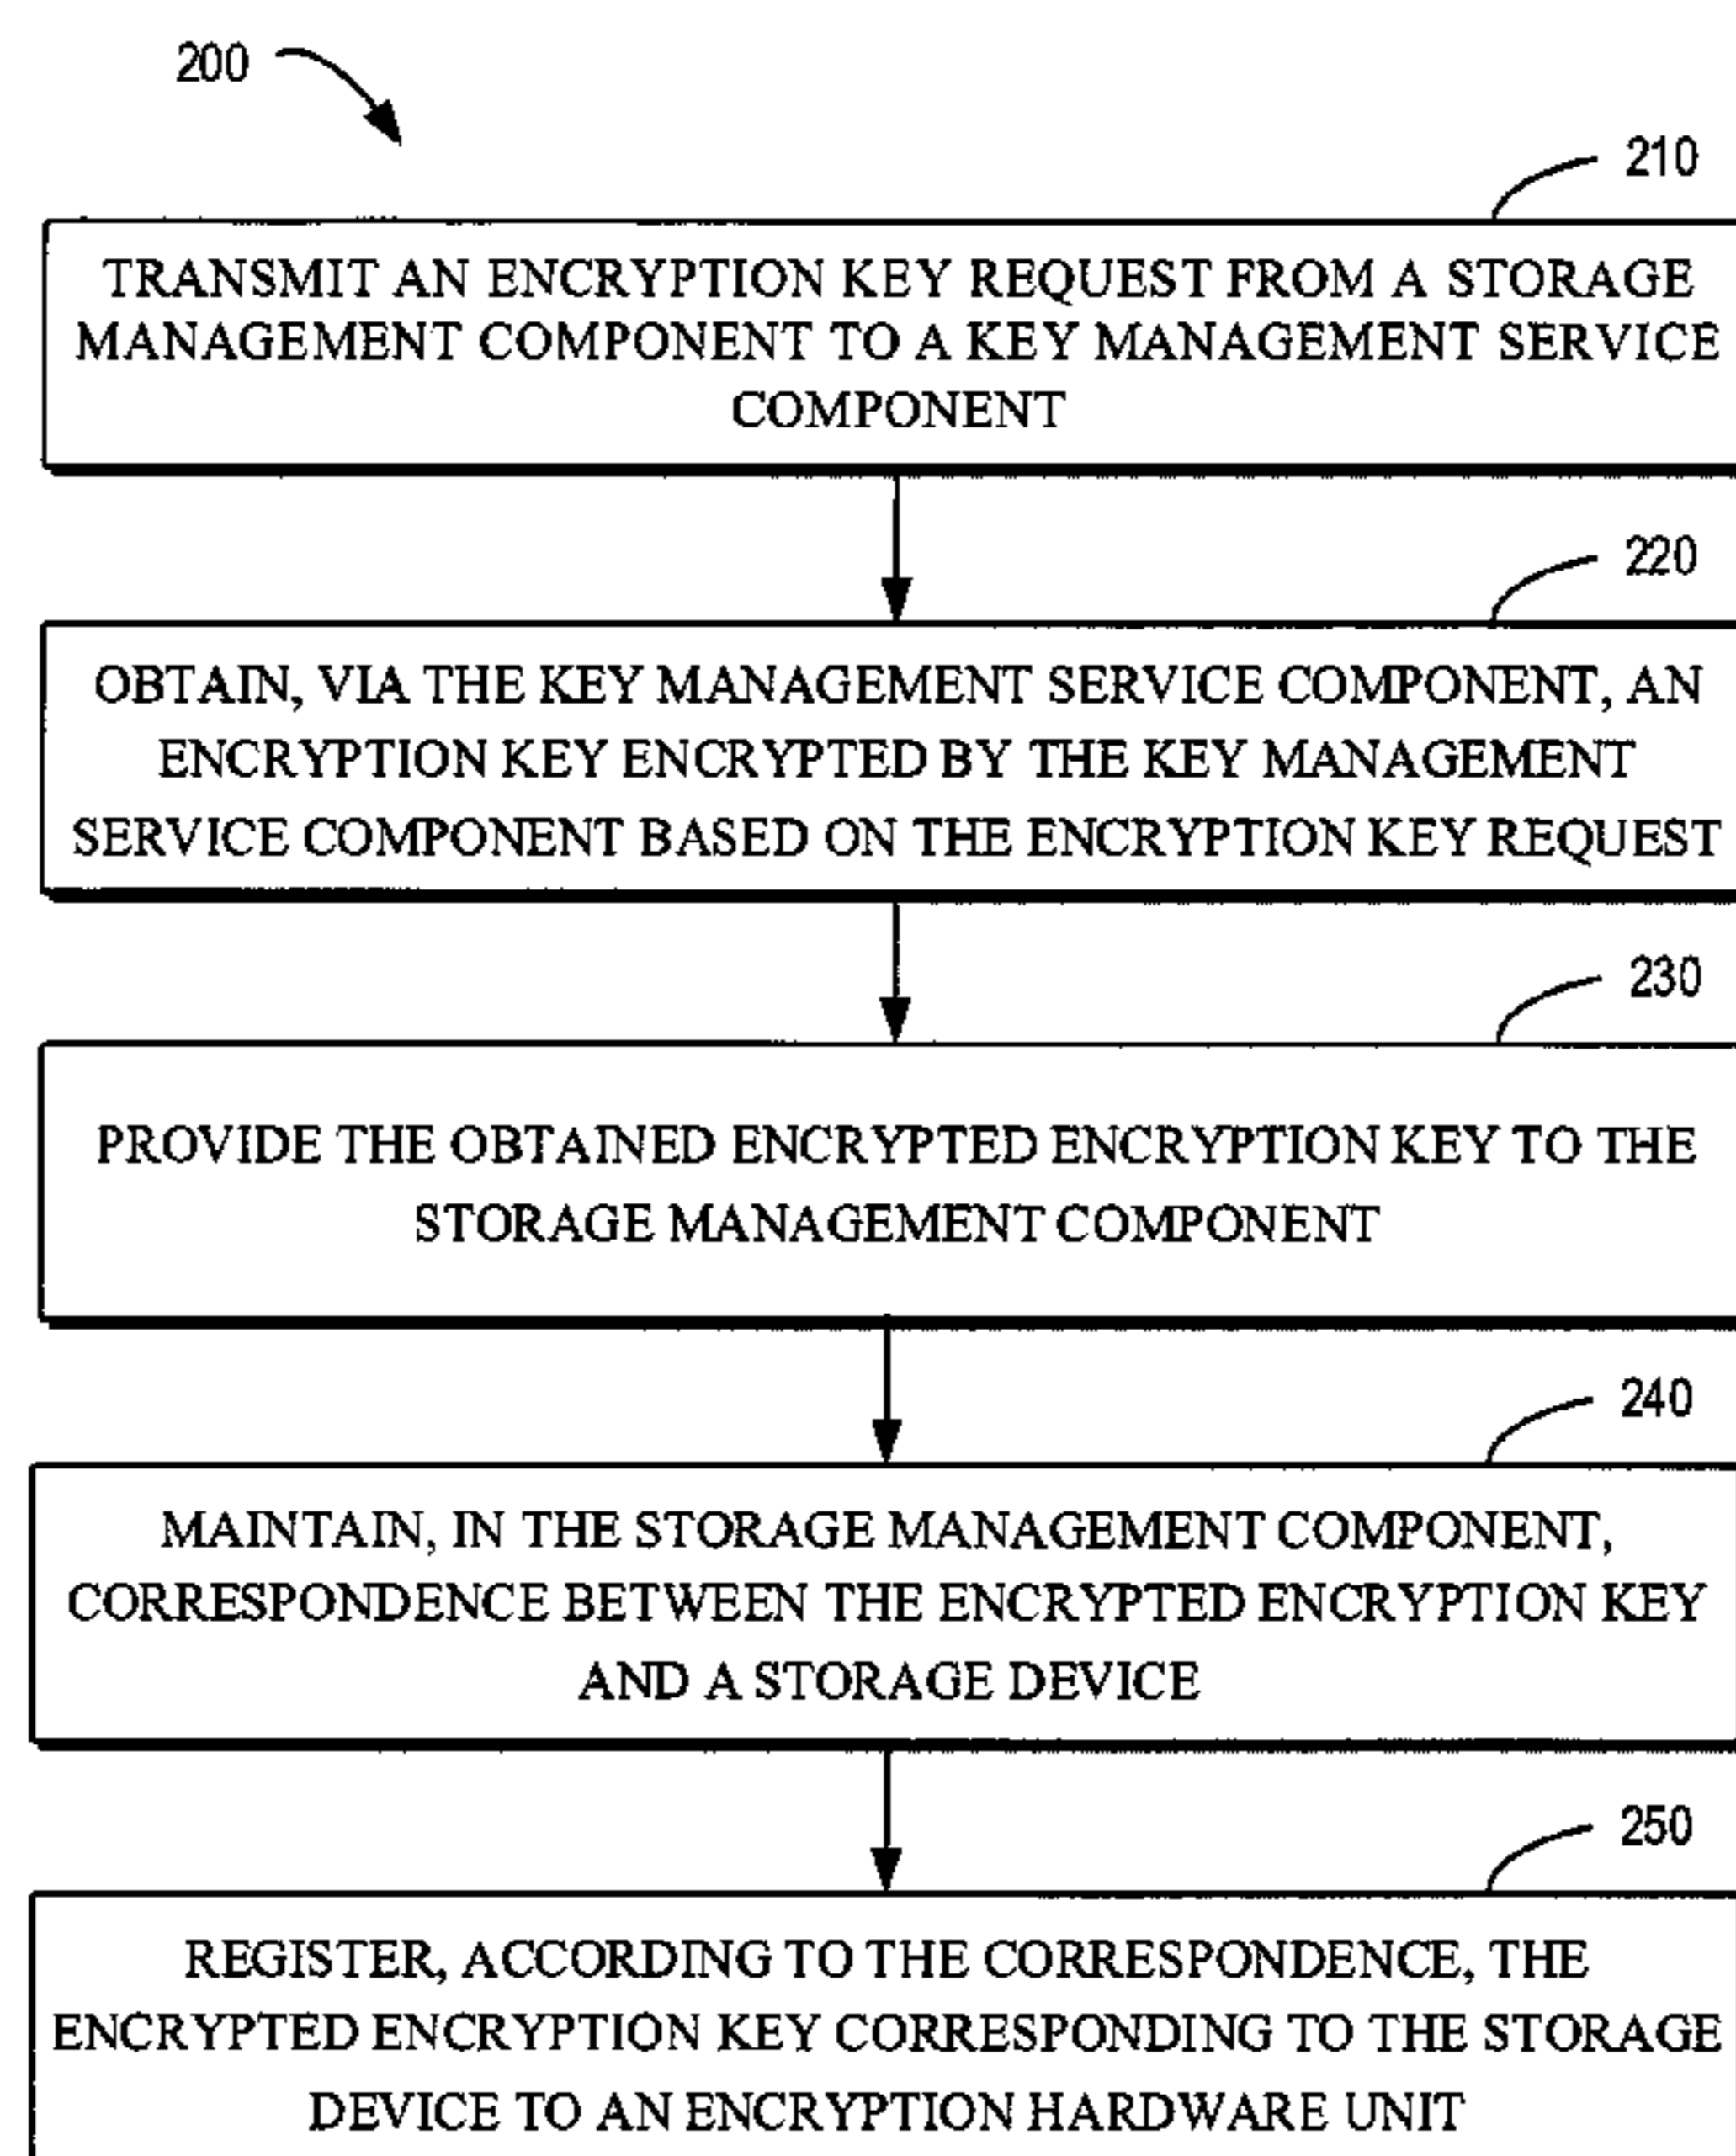 200
210
TRANSMIT AN ENCRYPTION KEY REQUEST FROM A STORAGE
MANAGEMENT COMPONENT TO A KEY MANAGEMENT SERVICE
COMPONENT
220
OBTAIN, VIA THE KEY MANAGEMENT SERVICE COMPONENT, AN
ENCRYPTION KEY ENCRYPTED BY THE KEY MANAGEMENT
SERVICE COMPONENT BASED ON THE ENCRYPTION KEY REQUEST
230
PROVIDE THE OBTAINED ENCRYPTED ENCRYPTION KEY TO THE
STORAGE MANAGEMENT COMPONENT
240
MAINTAIN, IN THE STORAGE MANAGEMENT COMPONENT,
CORRESPONDENCE BETWEEN THE ENCRYPTED ENCRYPTION KEY
AND A STORAGE DEVICE
250
REGISTER, ACCORDING TO THE CORRESPONDENCE, THE
ENCRYPTED ENCRYPTION KEY CORRESPONDING TO THE STORAGE
DEVICE TO AN ENCRYPTION HARDWARE UNIT